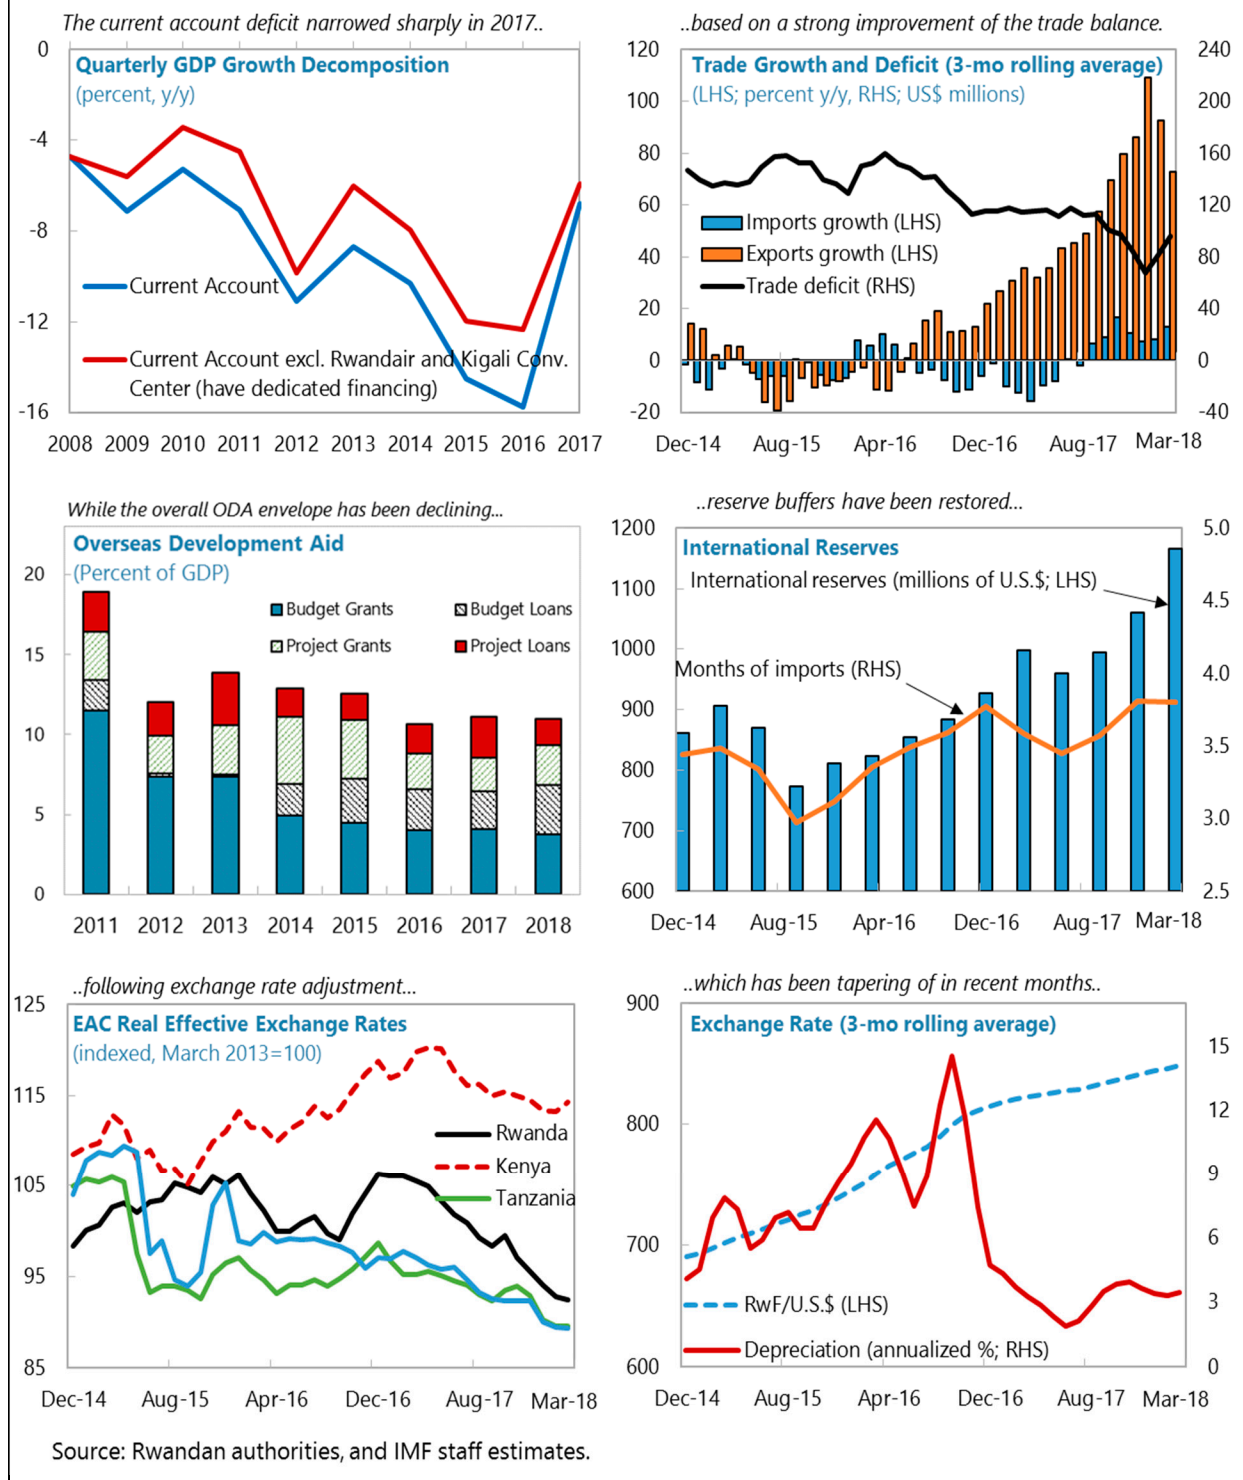 The current account deficit narrowed sharply in 2017..
Quarterly GDP Growth Decomposition
(percent, y/y)
0
-4
-8
-12
-16
Current Account
Current Account excl. Rwandair and Kigali Conv.
Center (have dedicated financing)
2008 2009 2010 2011 2012 2013 2014 2015 2016 2017
..based on a strong improvement of the trade balance.
Trade Growth and Deficit (3-mo rolling average)
(LHS; percent y/y, RHS; US$ millions)
120
100
80
60
40
20
0
-20
240
200
160
120
80
40
0
-40
Imports growth (LHS)
Exports growth (LHS)
Trade deficit (RHS)
Dec-14 Aug-15 Apr-16 Dec-16 Aug-17 Mar-18
While the overall ODA envelope has been declining...
Overseas Development Aid
(Percent of GDP)
20
15
10
5
0
Budget Grants Budget Loans
Project Grants Project Loans
2011 2012 2013 2014 2015 2016 2017 2018
..reserve buffers have been restored...
International Reserves
International reserves (millions of U.S.$; LHS)
Months of imports (RHS)
1200
1100
1000
900
800
700
600
5.0
4.5
4.0
3.5
3.0
2.5
Dec-14 Aug-15 Apr-16 Dec-16 Aug-17 Mar-18
..following exchange rate adjustment...
EAC Real Effective Exchange Rates
(indexed, March 2013=100)
125
115
105
95
85
Rwanda
Kenya
Tanzania
Dec-14 Aug-15 Apr-16 Dec-16 Aug-17 Mar-18
..which has been tapering of in recent months..
Exchange Rate (3-mo rolling average)
900
800
700
600
15
12
9
6
3
0
RwF/U.S.$ (LHS)
Depreciation (annualized %; RHS)
Dec-14 Aug-15 Apr-16 Dec-16 Aug-17 Mar-18
Source: Rwandan authorities, and IMF staff estimates.